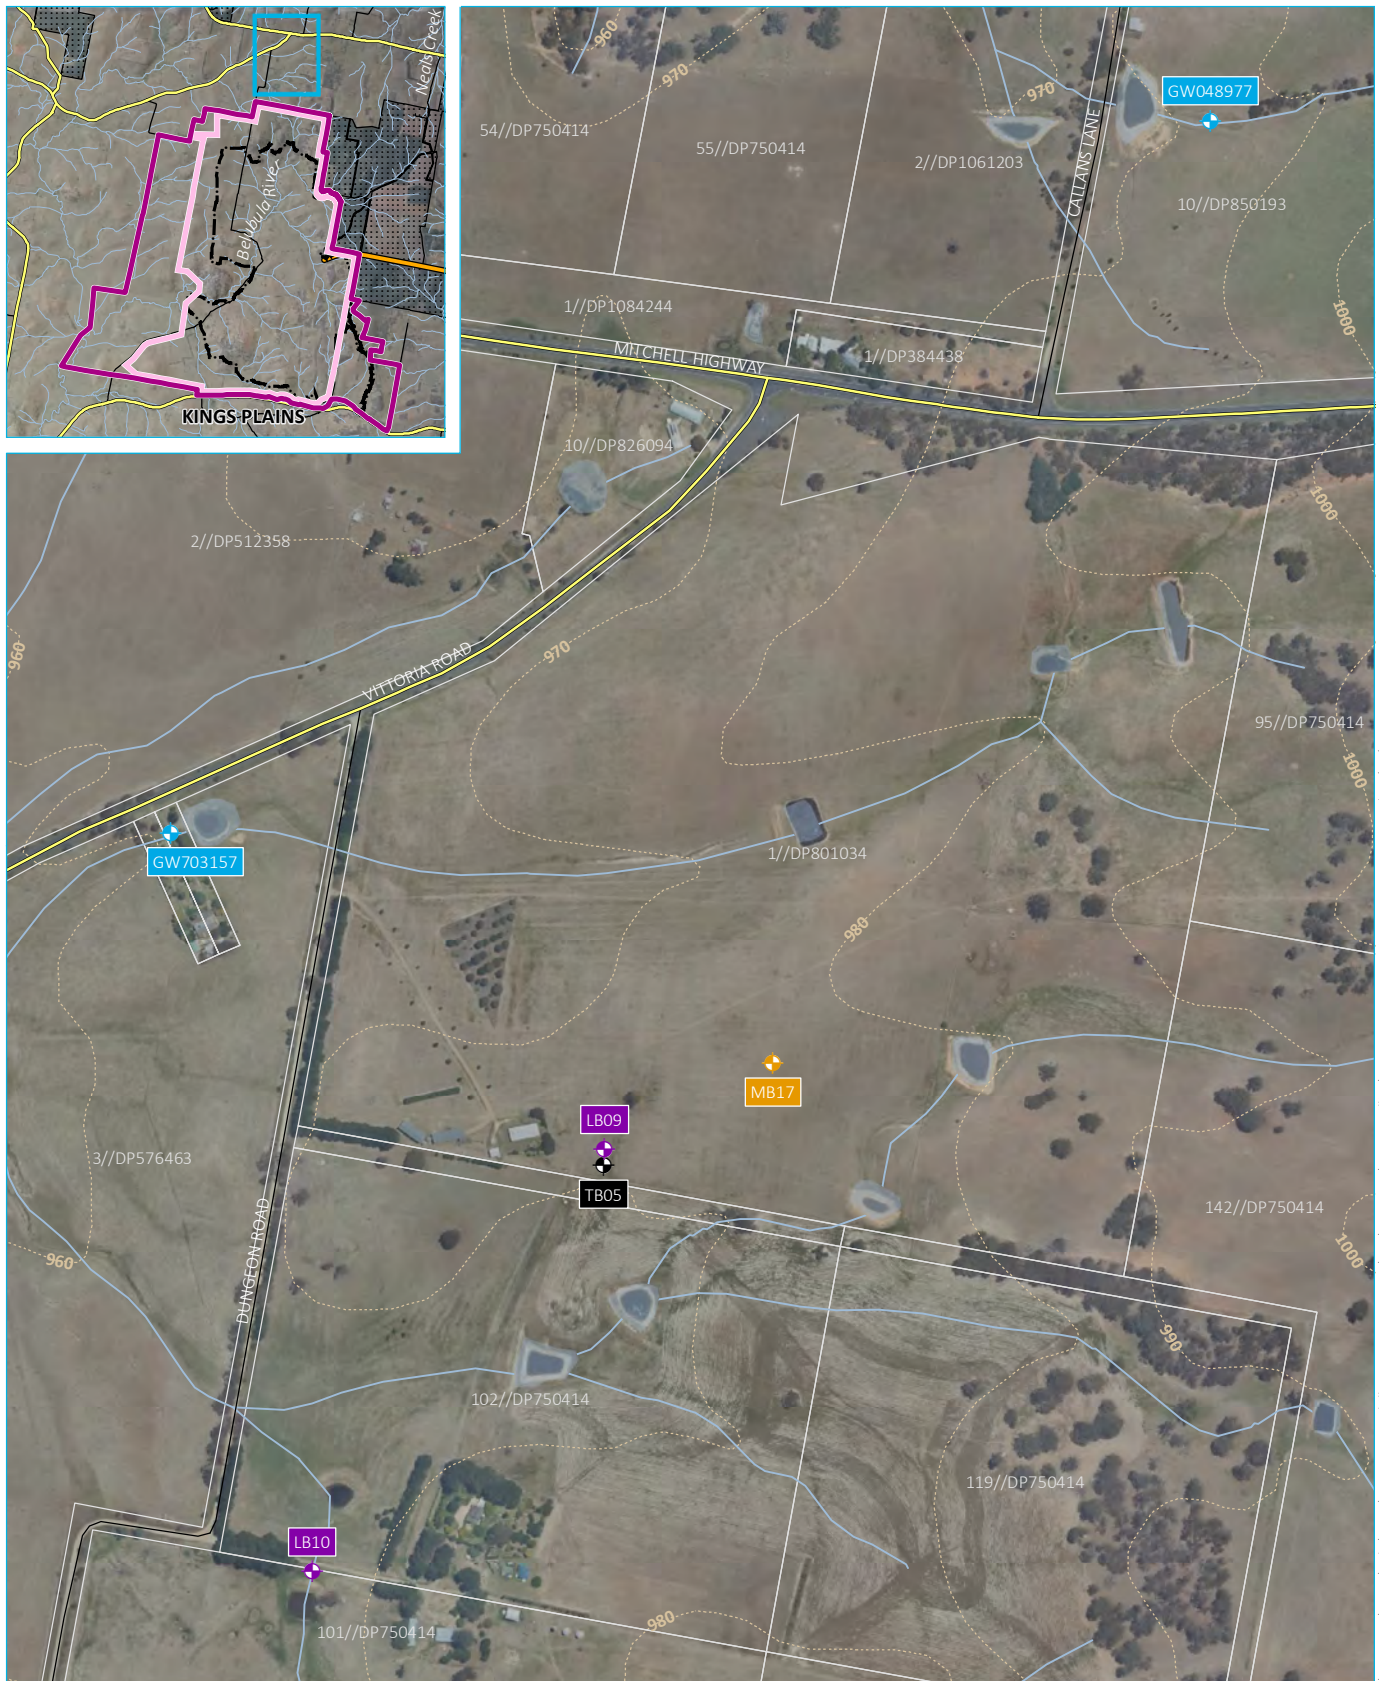 Neals Creek
Belubula River
KINGS PLAINS
960
970
970
GW048977
54//DP750414
55//DP750414
2//DP1061203
CALLANS LANE
10//DP850193
1//DP1084244
1000
MITCHELL HIGHWAY
1//DP384438
10//DP826094
1000
2//DP512358
960
VITTORIA ROAD
970
95//DP750414
1000
GW703157
1//DP801034
980
MB17
LB09
3//DP576463
TB05
142//DP750414
DUNGEON ROAD
960
1000
990
102//DP750414
119//DP750414
LB10
980
101//DP750414